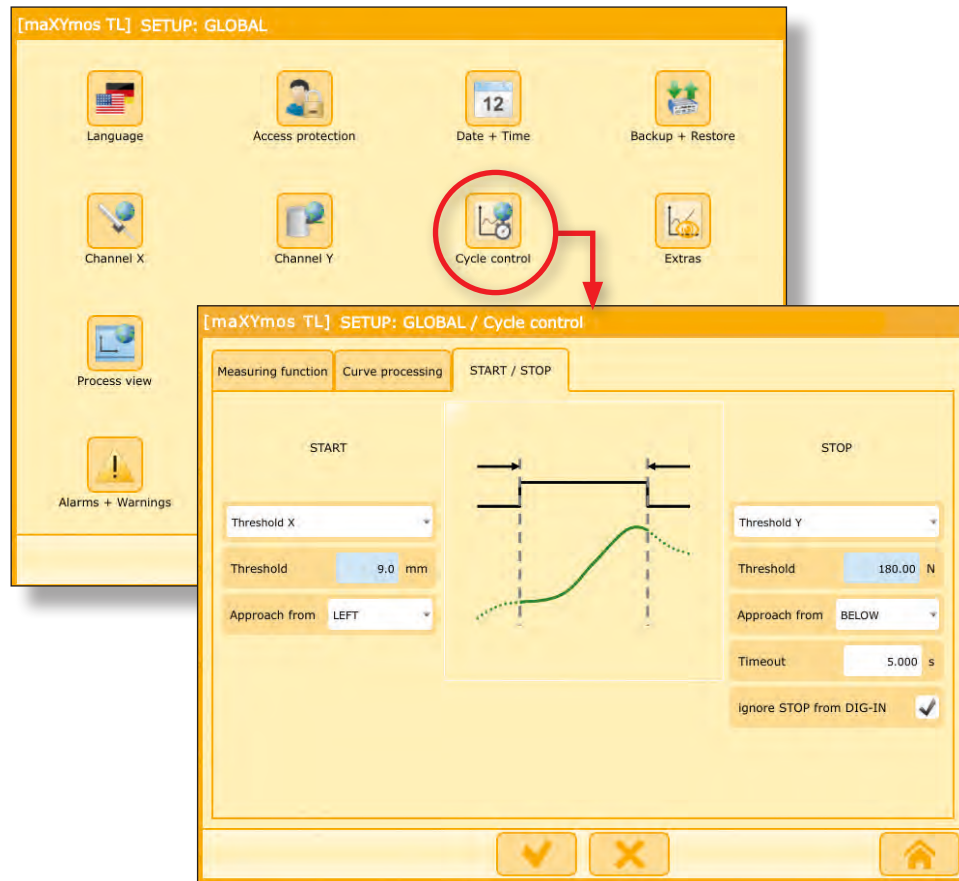 [maXYmos TL] SETUP: GLOBAL
12
Language
Access protection
Date + Time
Backup + Restore
Channel X
Channel Y
Cycle control
Extras
Process view
Alarms + Warnings
[maXYmos TL] SETUP: GLOBAL / Cycle control
Measuring function
Curve processing
START / STOP
START
STOP
Threshold X
Threshold Y
Threshold 9.0 mm
Threshold 180.00 N
Approach from LEFT
Approach from BELOW
Timeout 5.000 s
ignore STOP from DIG-IN